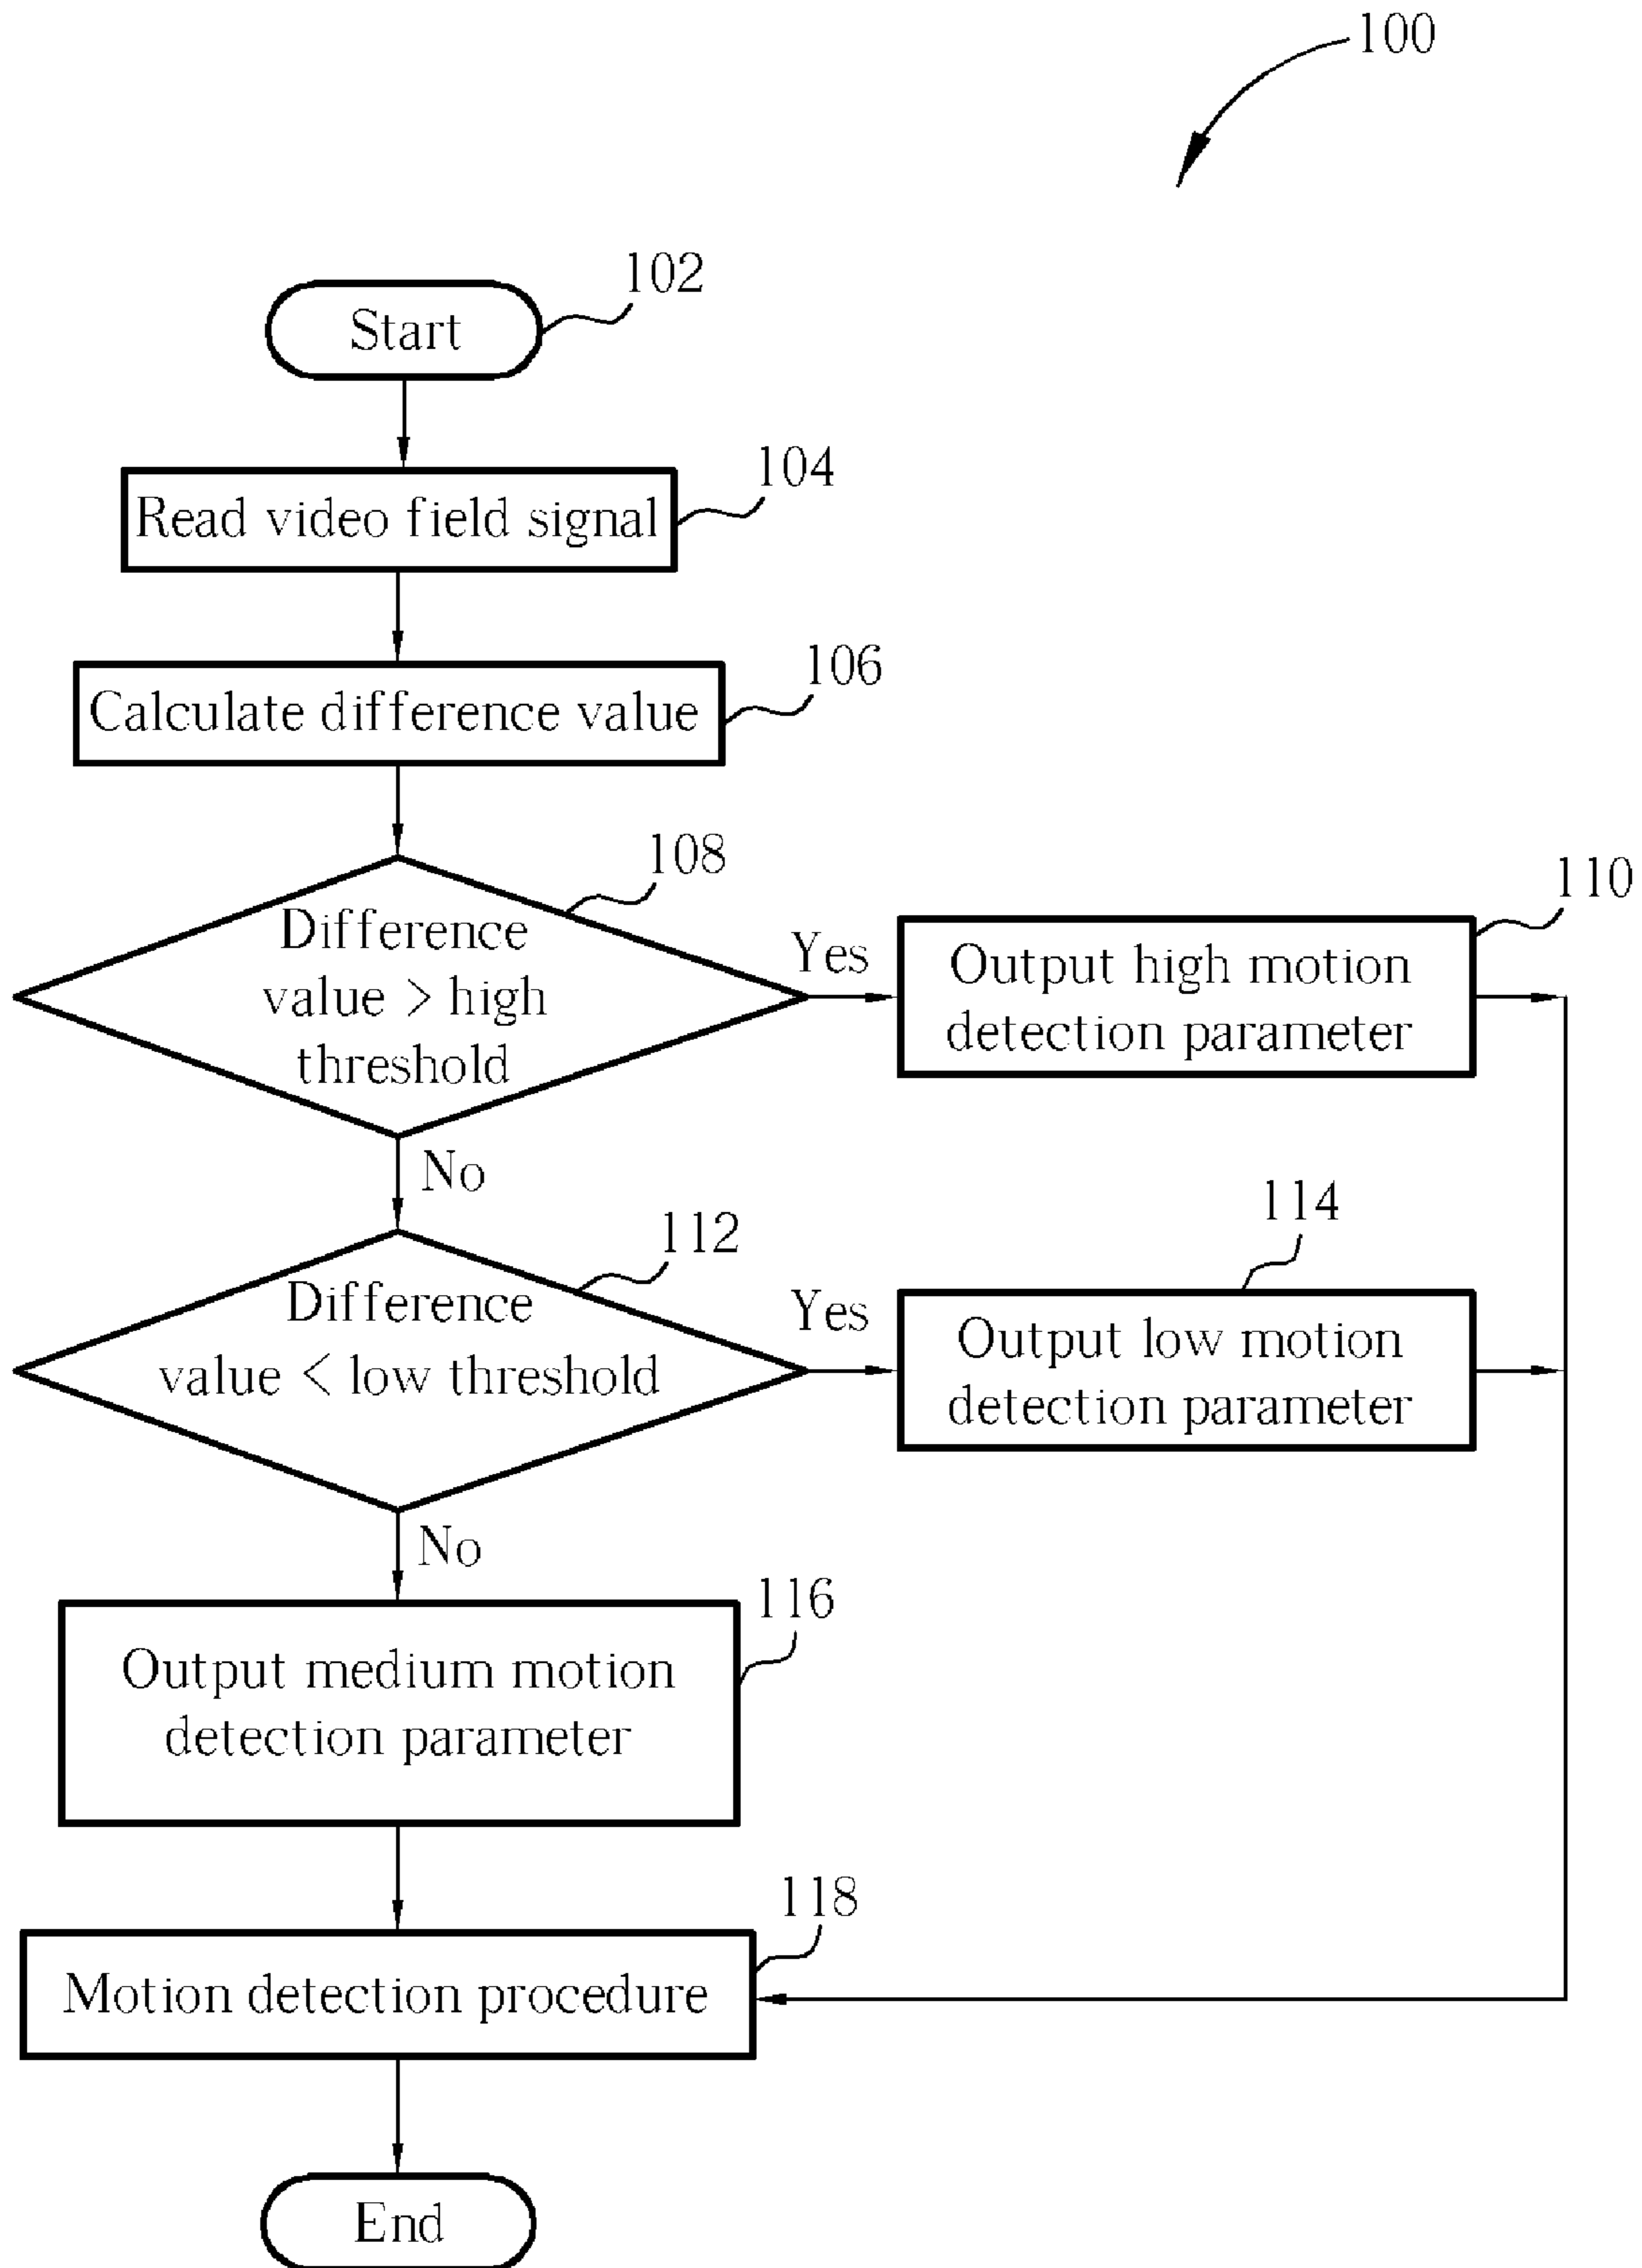 100
102
Start
104
Read video field signal
106
Calculate difference value
108
Difference
value > high
threshold
Yes
110
Output high motion
detection parameter
No
112
Difference
value < low threshold
Yes
114
Output low motion
detection parameter
No
116
Output medium motion
detection parameter
118
Motion detection procedure
End